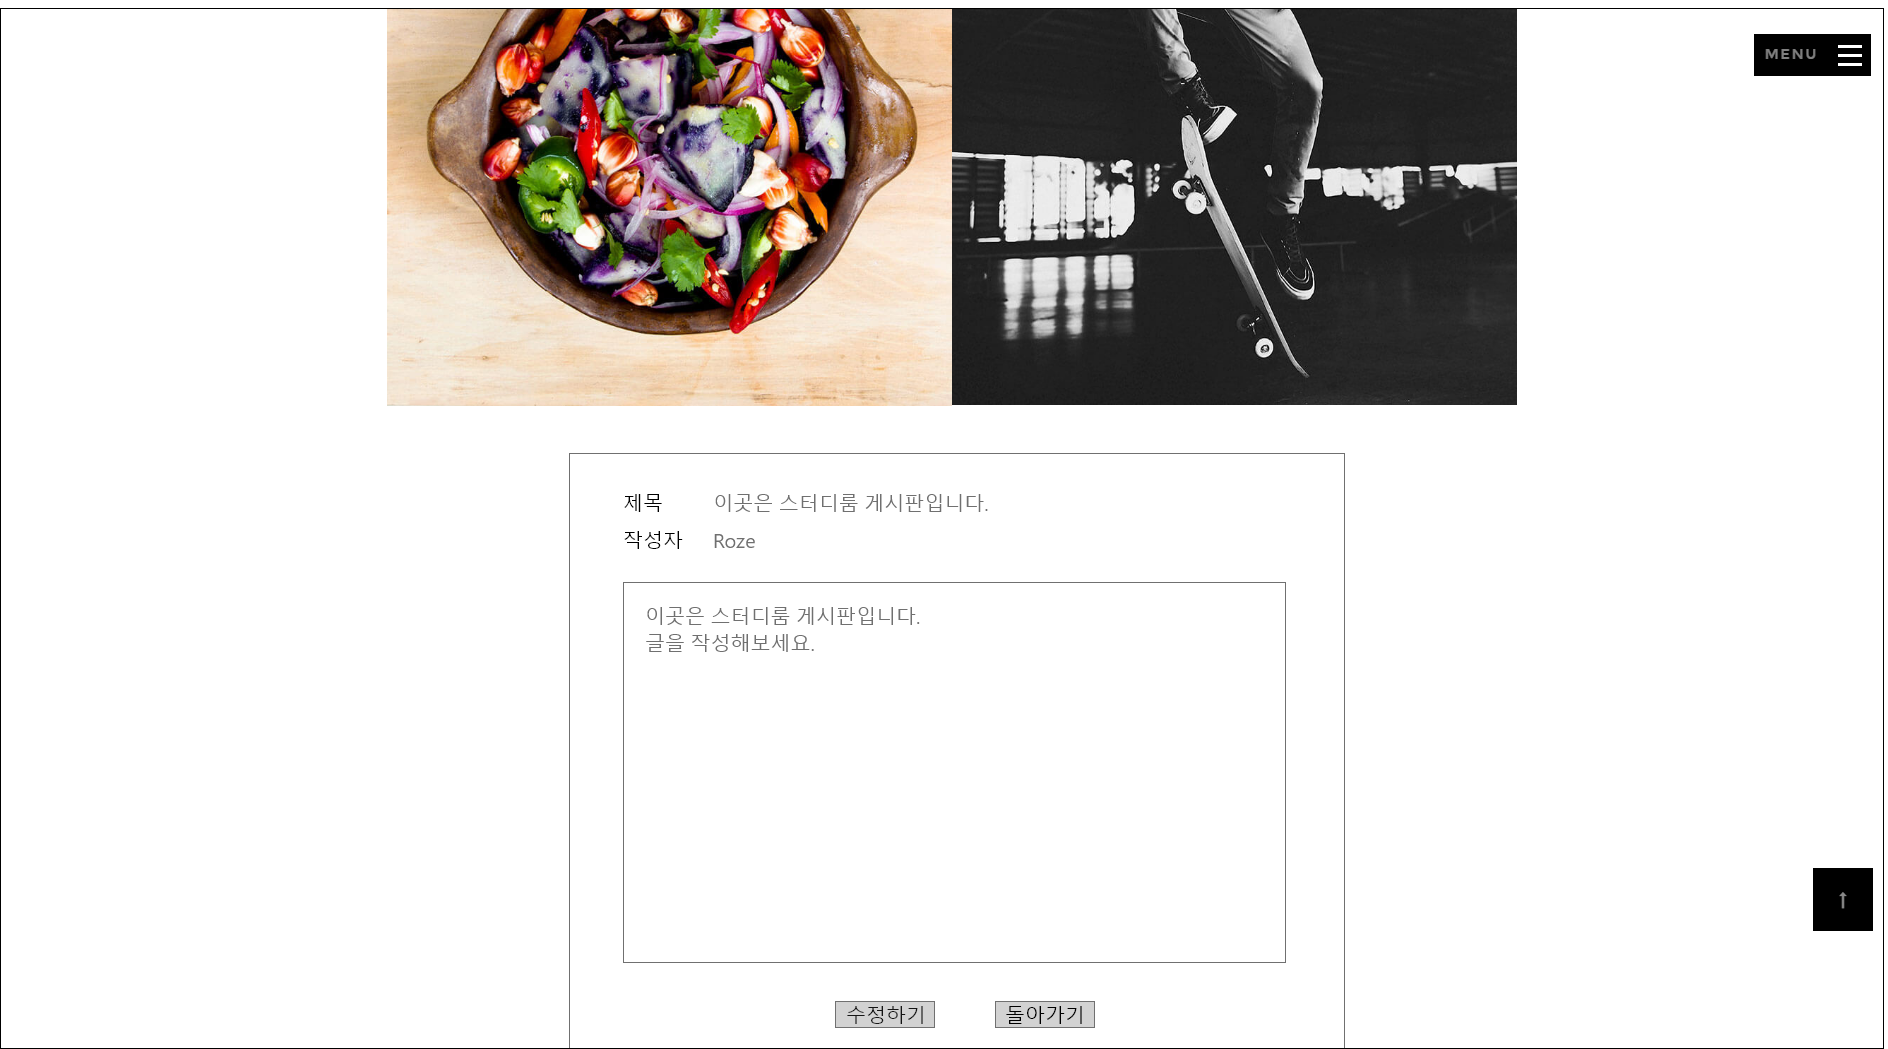 MENU
제목 이곳은 스터디룸 게시판입니다.
작성자 Roze
이곳은 스터디룸 게시판입니다.
글을 작성해보세요.
↑
수정하기 돌아가기